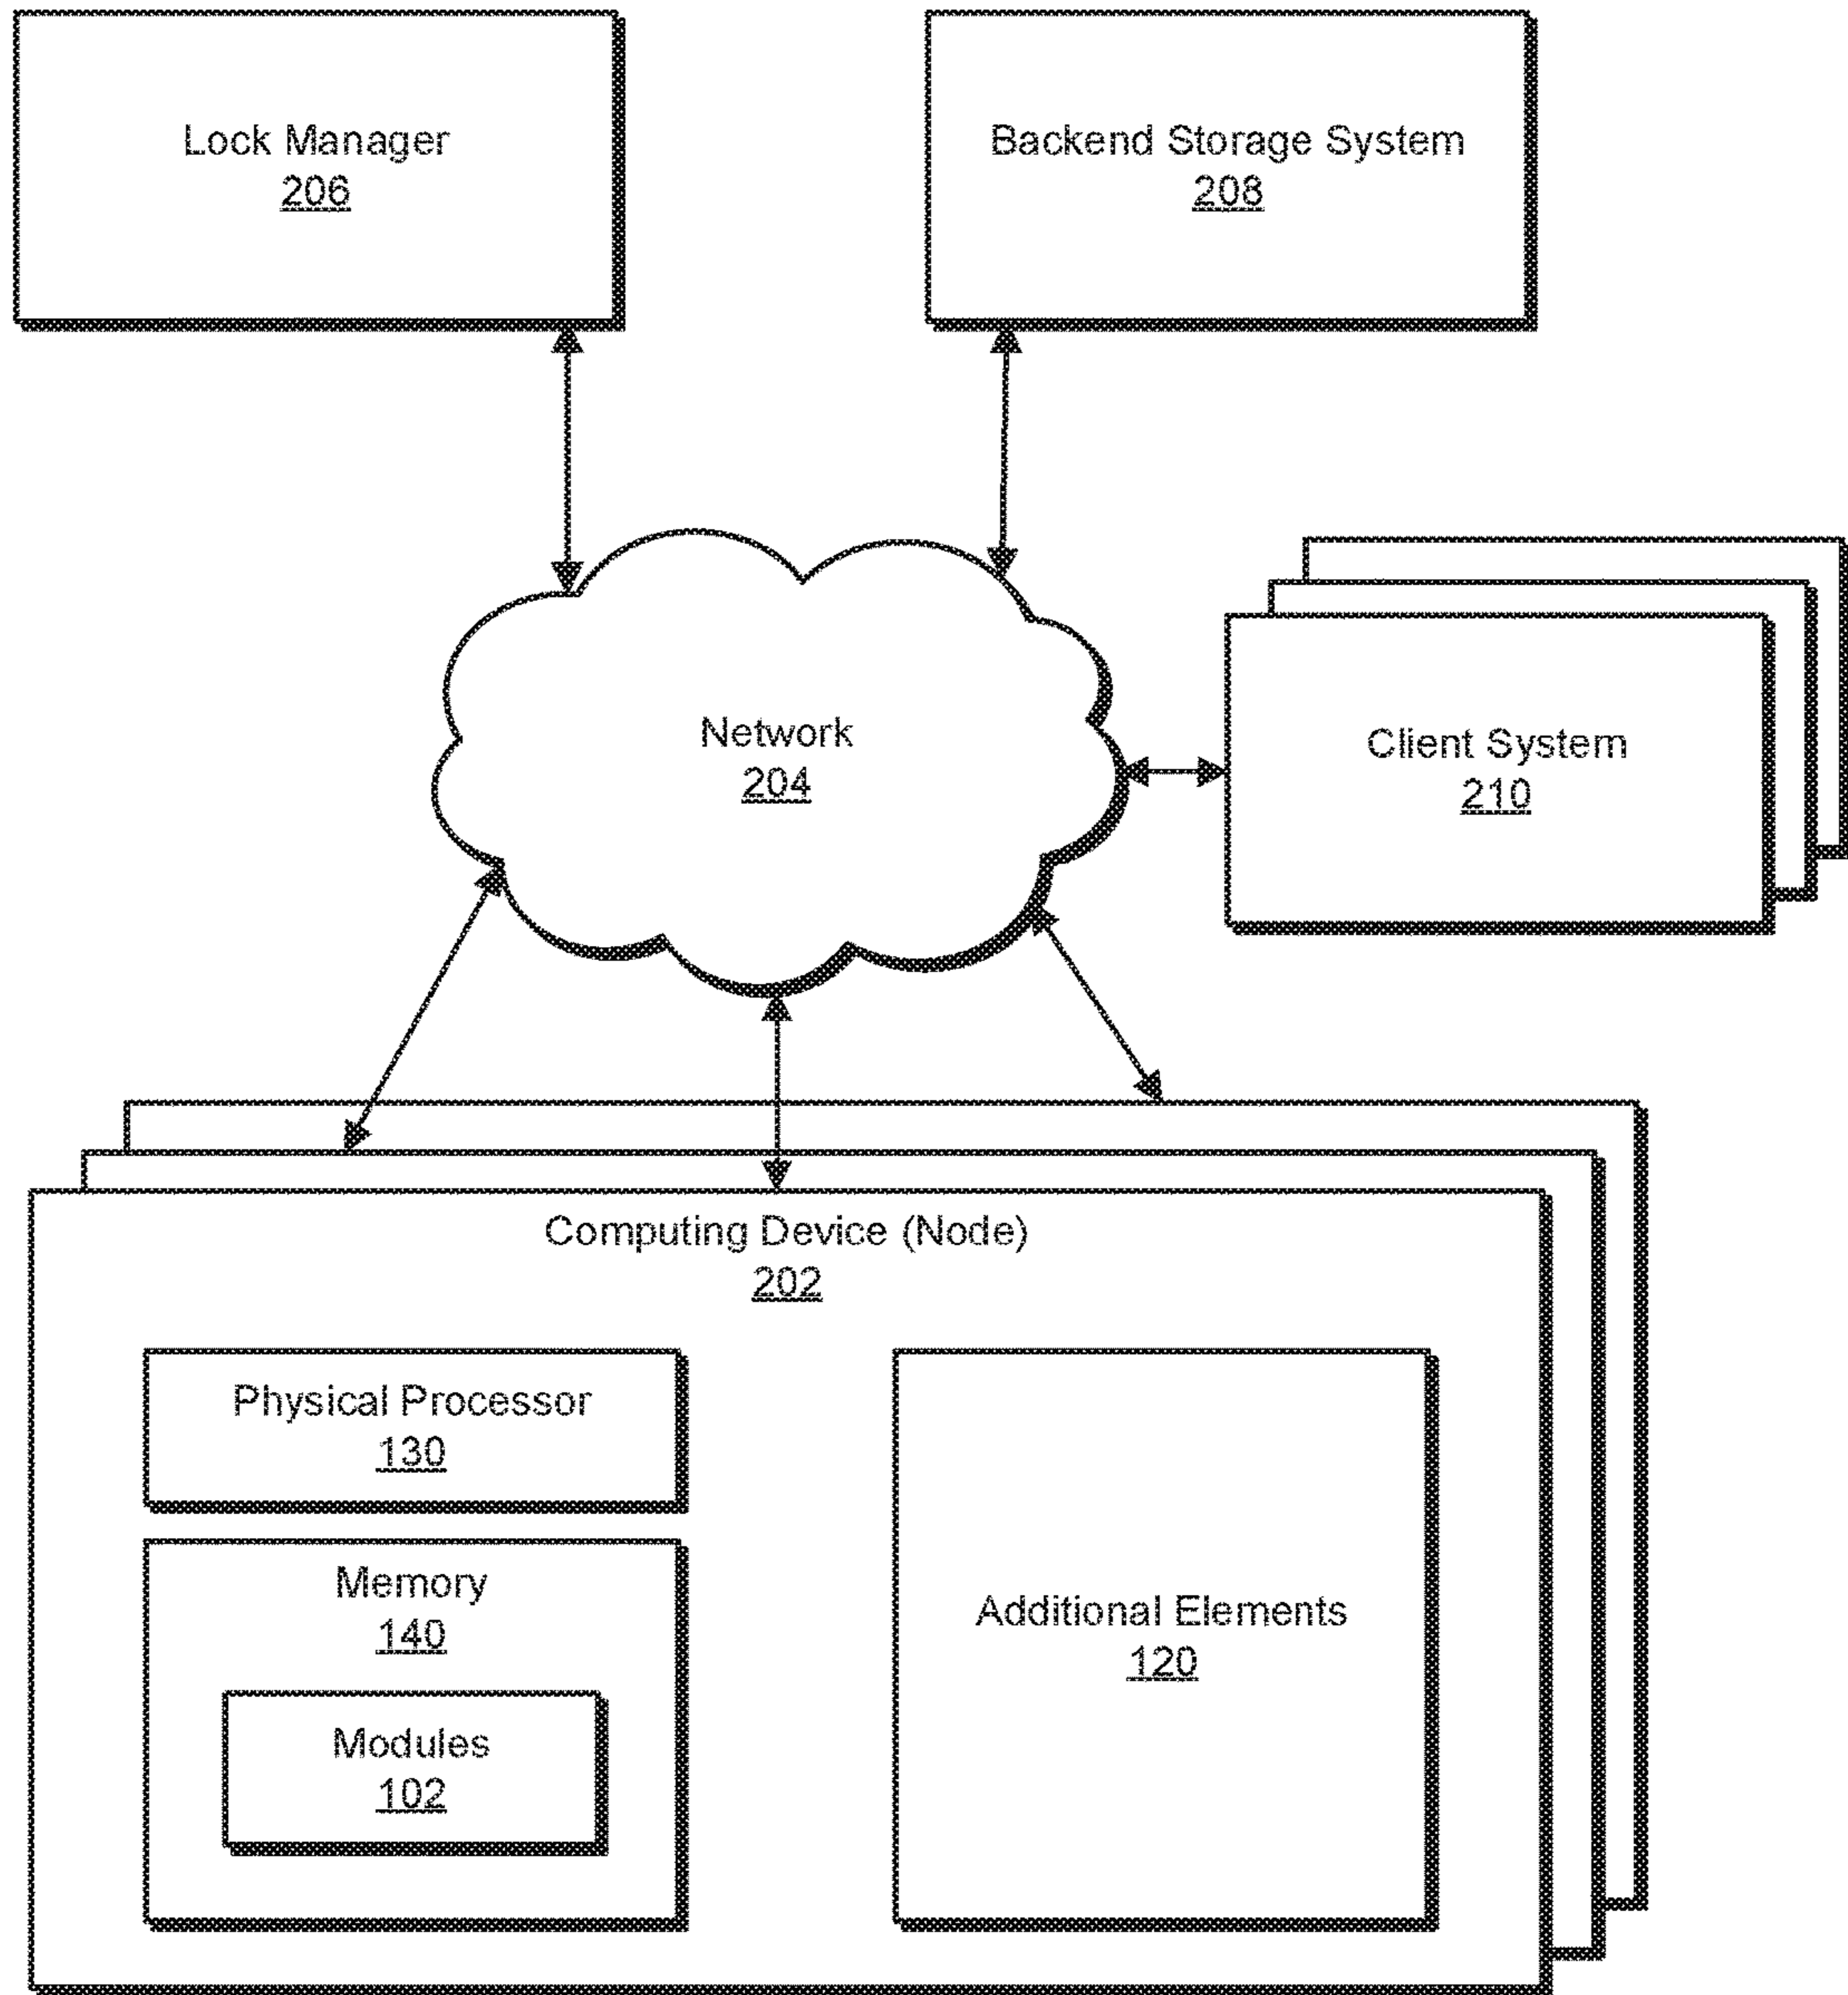 Lock Manager
206
Backend Storage System
208
Network
204
Client System
210
Computing Device (Node)
202
Physical Processor
130
Memory
140
Modules
102
Additional Elements
120